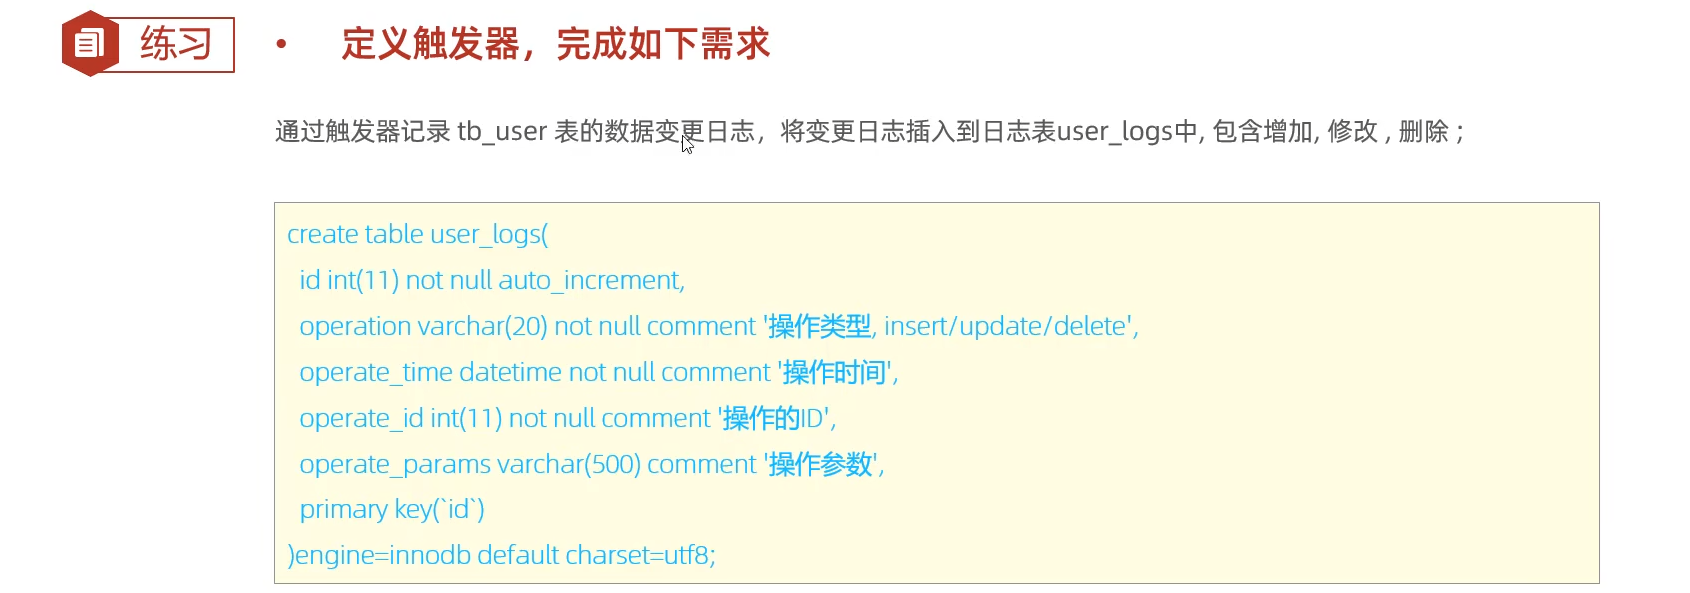 练习
• 定义触发器，完成如下需求
通过触发器记录 tb_user 表的数据变更日志，将变更日志插入到日志表user_logs中, 包含增加, 修改 , 删除 ;
create table user_logs(
id int(11) not null auto_increment,
operation varchar(20) not null comment '操作类型, insert/update/delete',
operate_time datetime not null comment '操作时间',
operate_id int(11) not null comment '操作的ID',
operate_params varchar(500) comment '操作参数',
primary key(`id`)
)engine=innodb default charset=utf8;